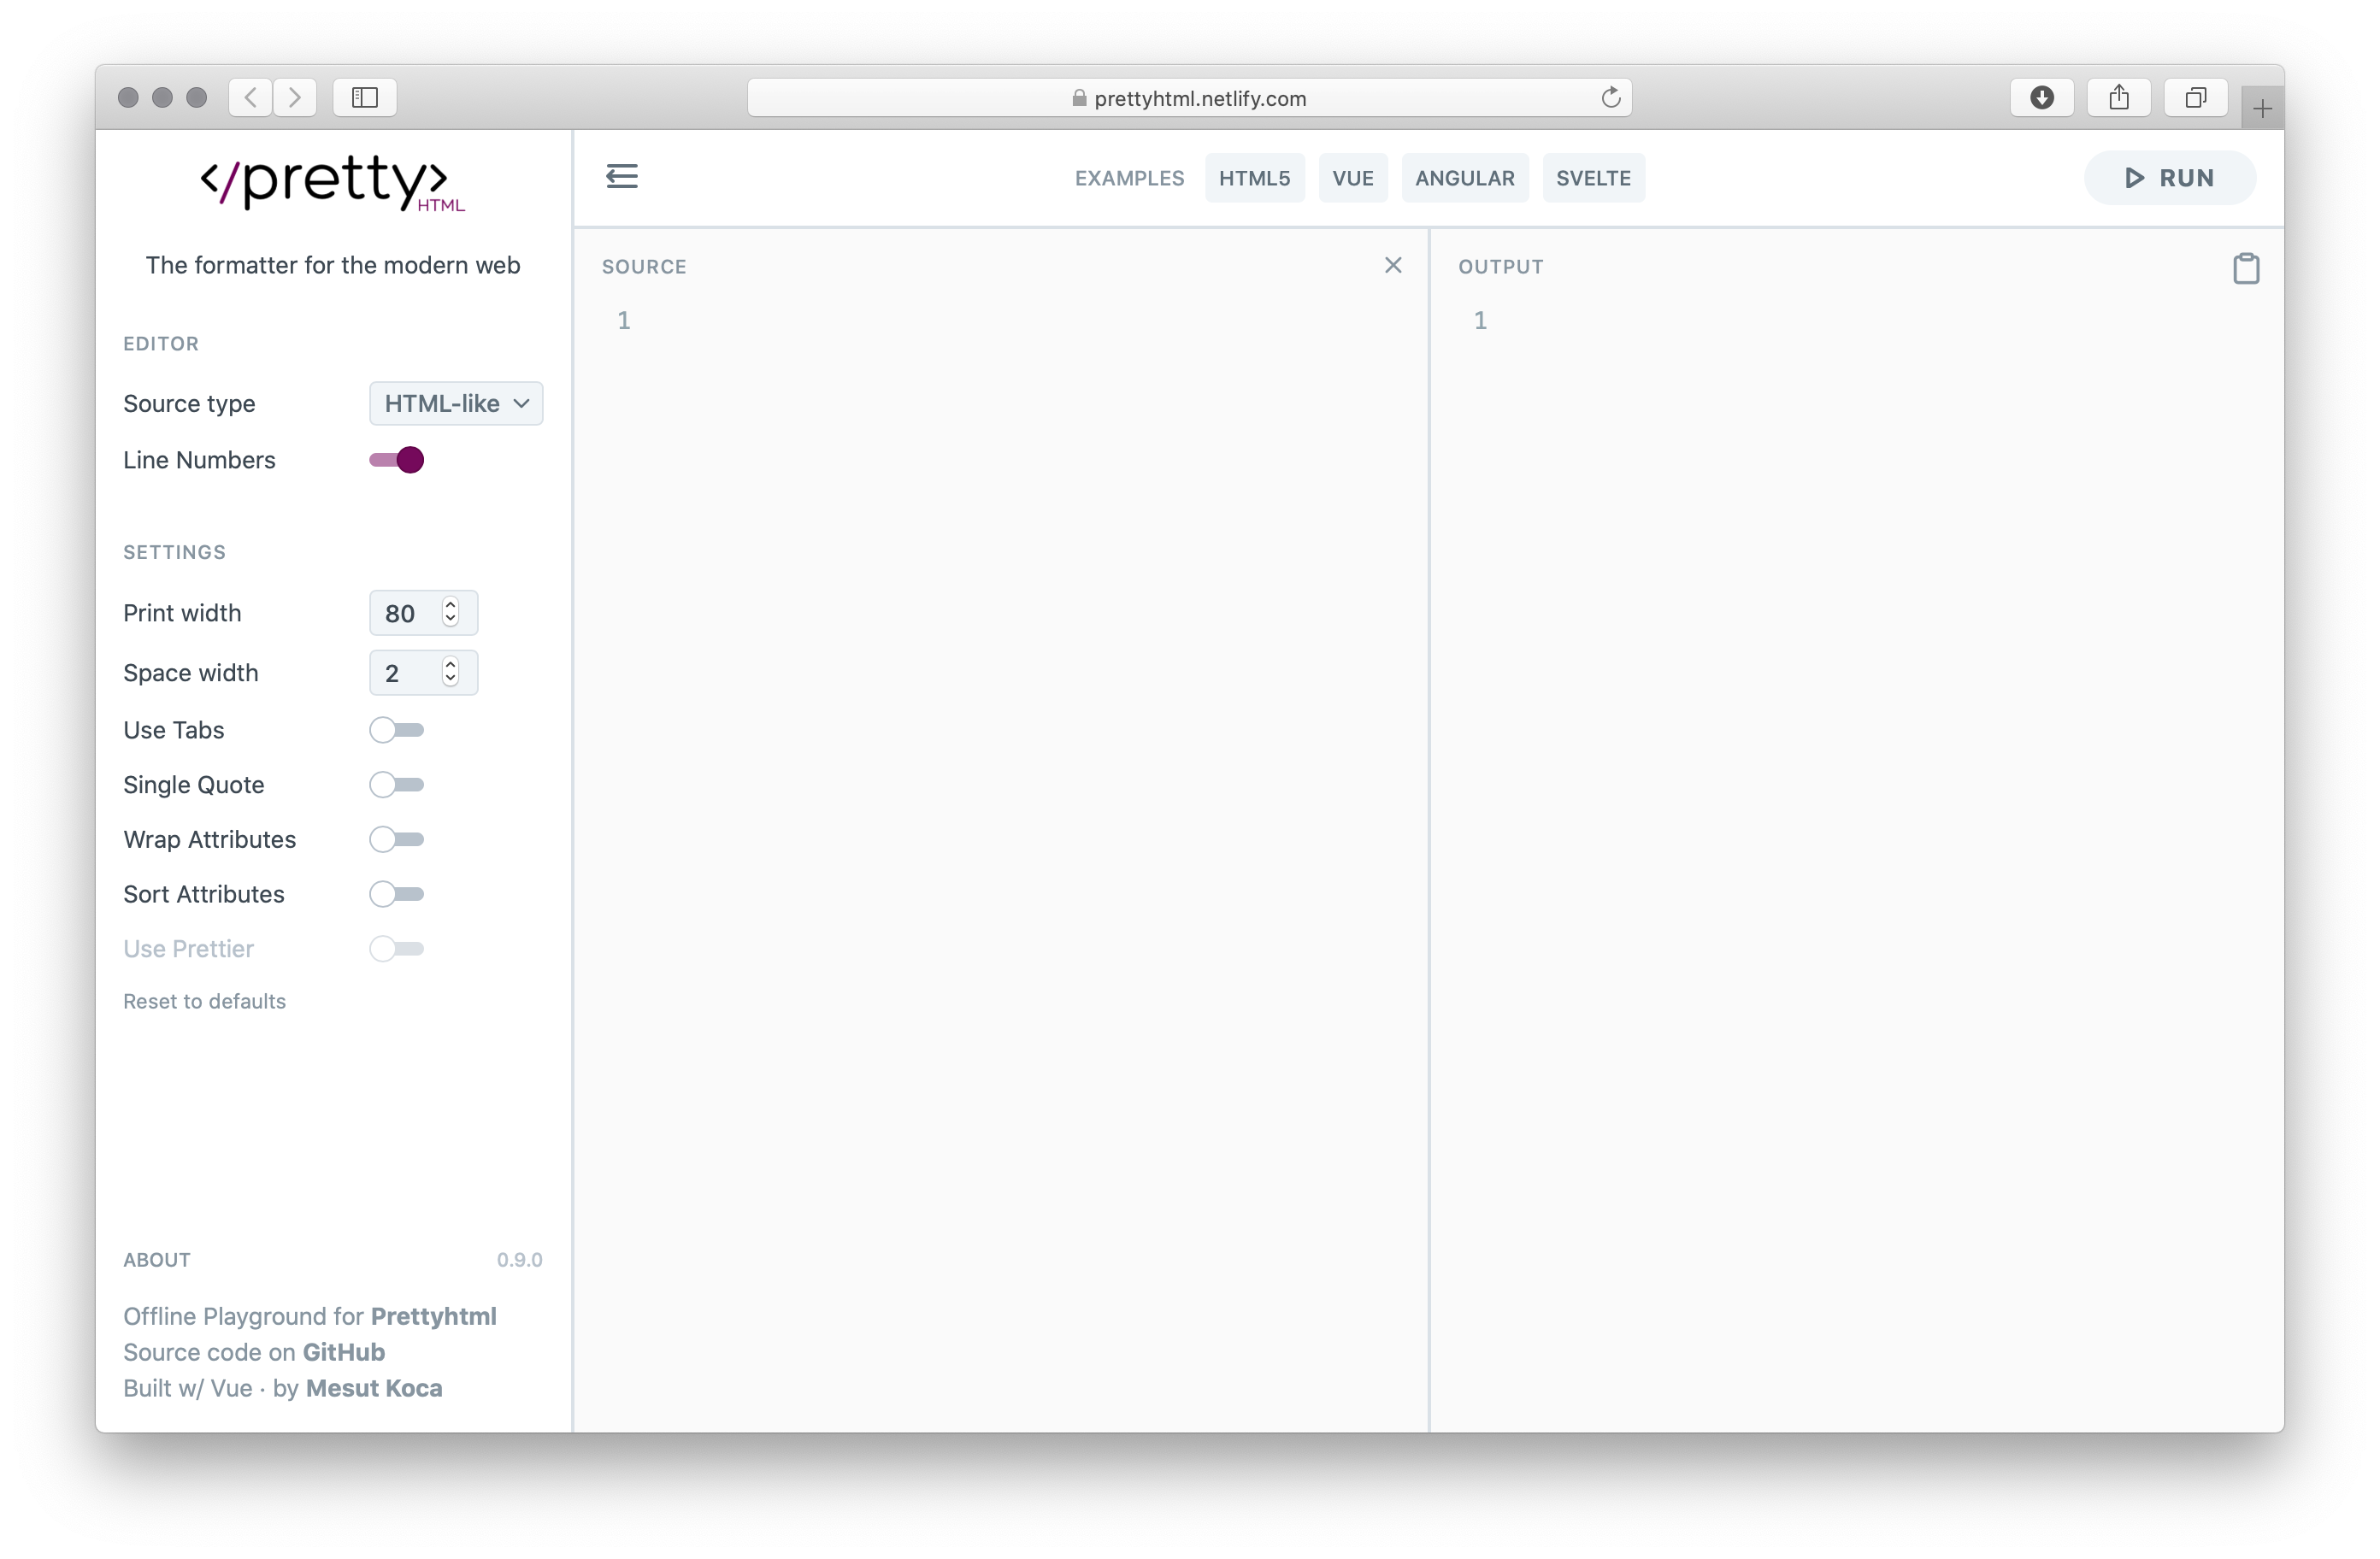 prettyhtml.netlify.com
</pretty>
HTML
The formatter for the modern web
EDITOR
Source type
HTML-like
Line Numbers
SETTINGS
Print width
80
Space width
2
Use Tabs
Single Quote
Wrap Attributes
Sort Attributes
Use Prettier
Reset to defaults
ABOUT 0.9.0
Offline Playground for Prettyhtml
Source code on GitHub
Built w/ Vue · by Mesut Koca
EXAMPLES HTML5 VUE ANGULAR SVELTE
RUN
SOURCE
1
OUTPUT
1